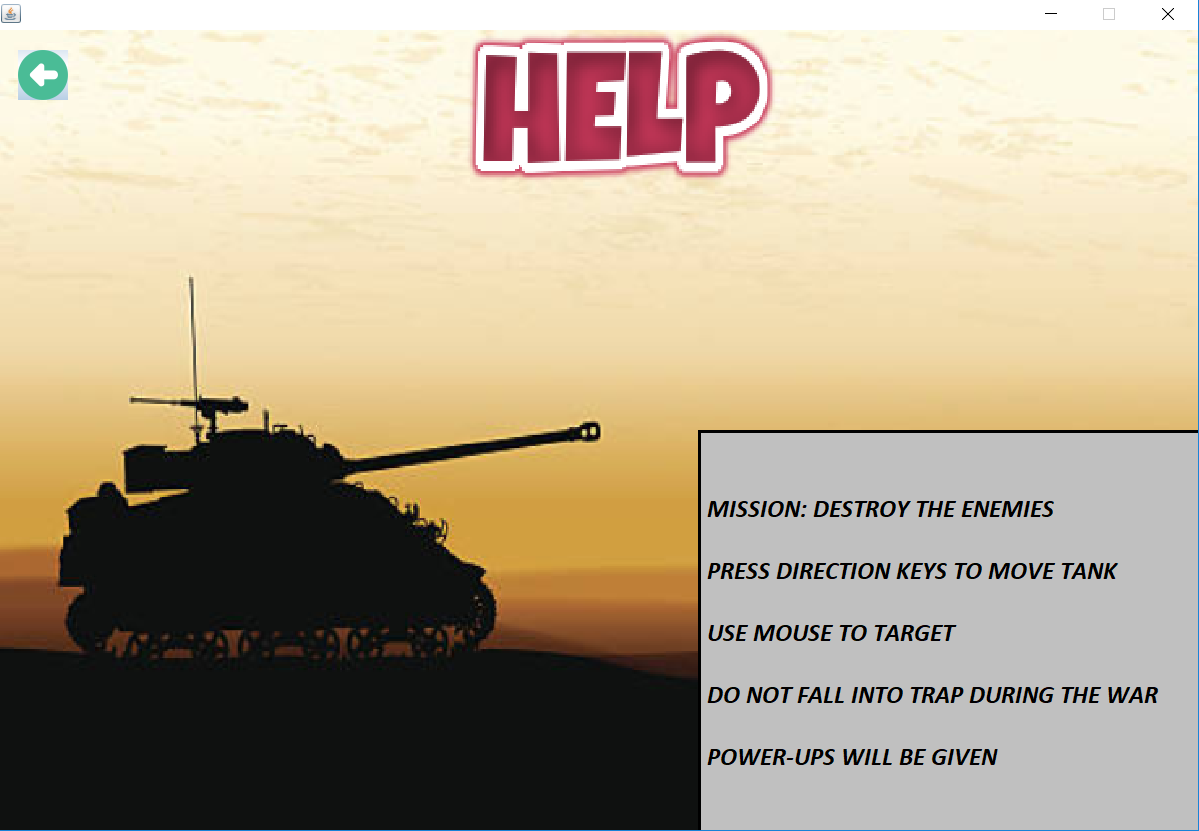 HELP
MISSION: DESTROY THE ENEMIES
PRESS DIRECTION KEYS TO MOVE TANK
USE MOUSE TO TARGET
DO NOT FALL INTO TRAP DURING THE WAR
POWER-UPS WILL BE GIVEN